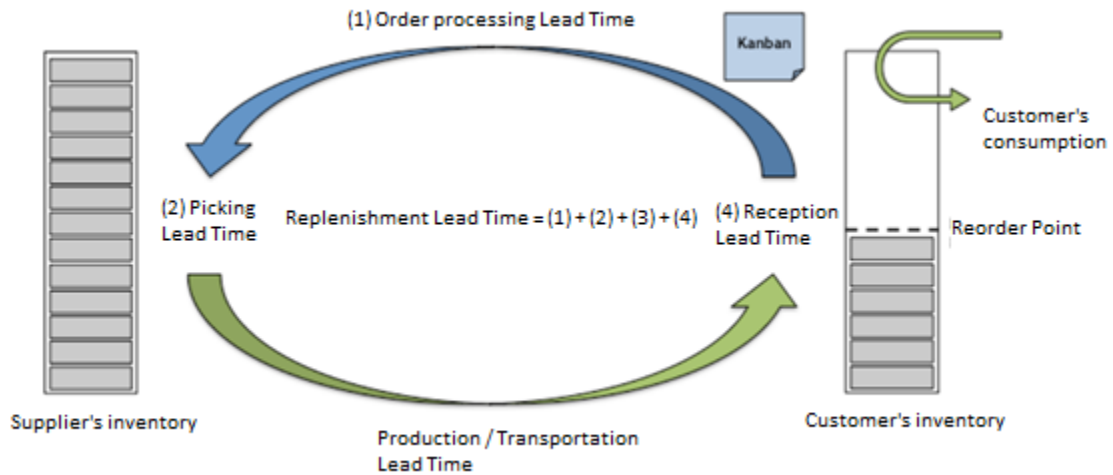 (1) Order processing Lead Time
Kanban
Customer's
consumption
(2) Picking
Lead Time
Replenishment Lead Time = (1) + (2) + (3) + (4)
(4) Reception
Lead Time
Reorder Point
Supplier's inventory
Production / Transportation
Lead Time
Customer's inventory